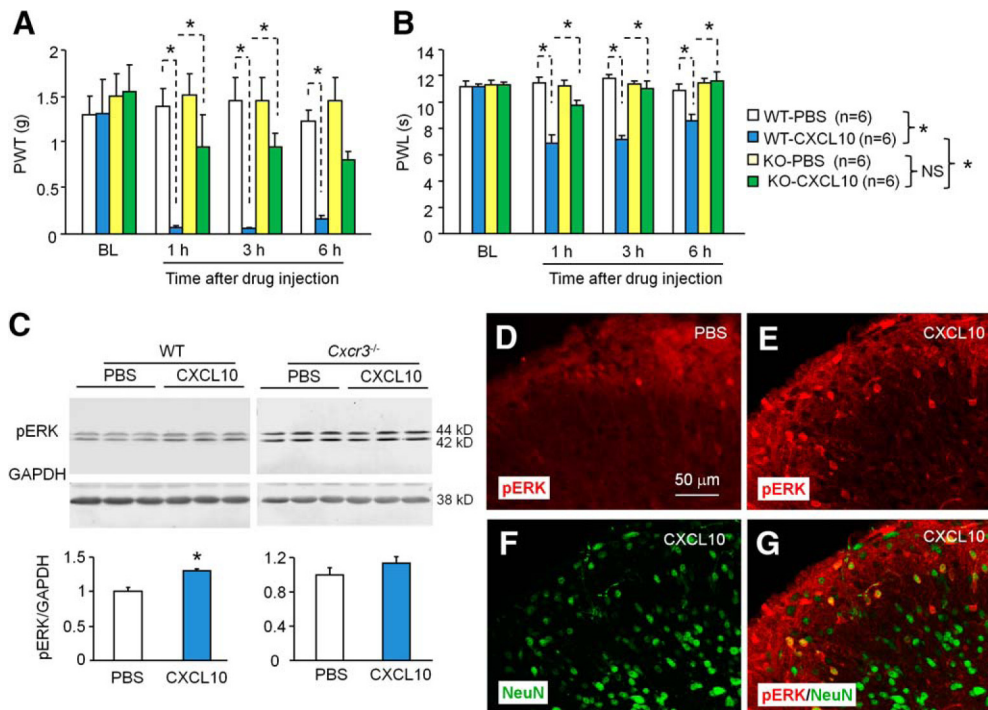 A
PWT (g)
2
1.5
1
0.5
0
* * * * *
BL 1 h 3 h 6 h
Time after drug injection
B
PWL (s)
14
12
10
8
6
4
2
0
* * * * * *
BL 1 h 3 h 6 h
Time after drug injection
WT-PBS (n=6)
WT-CXCL10 (n=6)
KO-PBS (n=6)
KO-CXCL10 (n=6)
*
NS
*
C
WT Cxcr3-/-
PBS CXCL10 PBS CXCL10
pERK
44 kD
42 kD
GAPDH
38 kD
pERK/GAPDH
1.5
1
0.5
0
*
PBS CXCL10
1.2
0.8
0.4
0
PBS CXCL10
D
PBS
50 μm
pERK
E
CXCL10
pERK
F
CXCL10
NeuN
G
CXCL10
pERK/NeuN